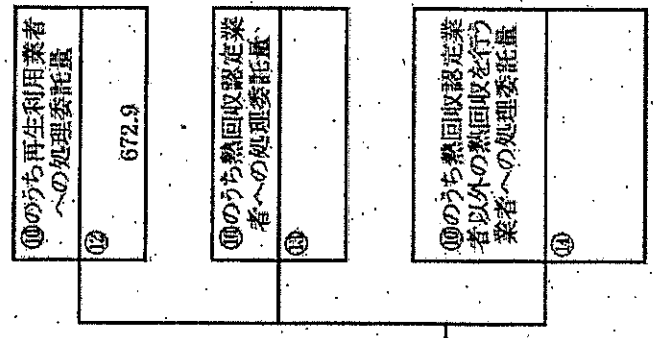 ⑩のうち再生利用業者
への処理委託量
⑫
672.9
⑩のうち熱回収認定業
者への処理委託量
⑬
⑩のうち熱回収認定業
者以外の熱回収を行う
業者への処理委託量
⑭